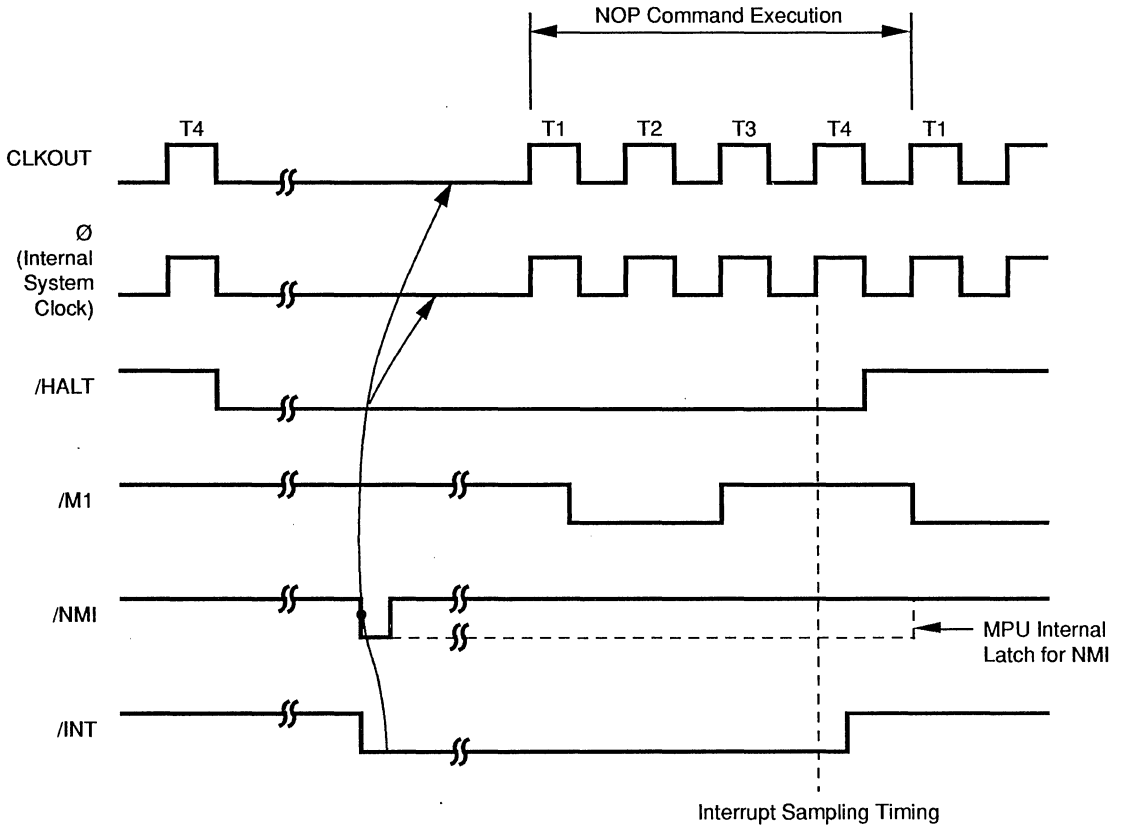 NOP Command Execution
T4 T1 T2 T3 T4 T1
CLKOUT
Ø
(Internal
System
Clock)
/HALT
/M1
/NMI
MPU Internal
Latch for NMI
/INT
Interrupt Sampling Timing